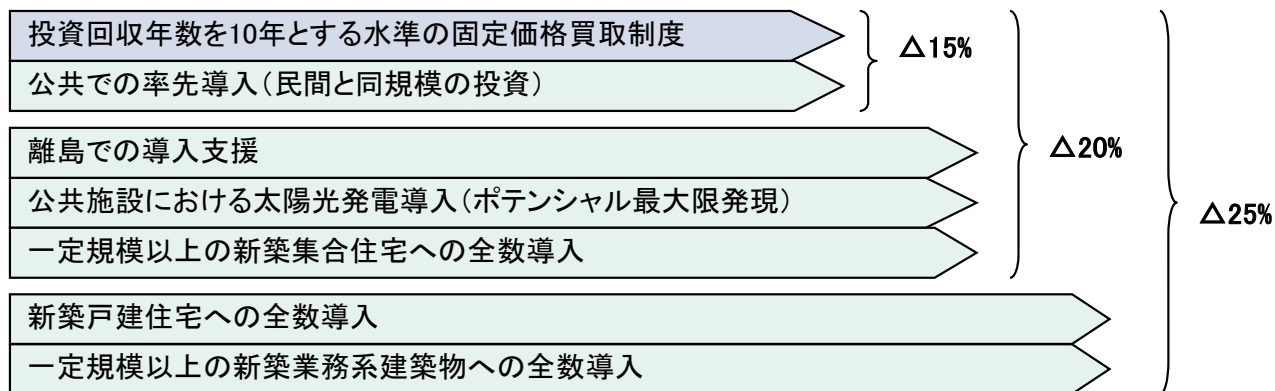 投資回収年数を10年とする水準の固定価格買取制度
△15%
公共での率先導入（民間と同規模の投資）
離島での導入支援
△20%
公共施設における太陽光発電導入（ポテンシャル最大限発現）
△25%
一定規模以上の新築集合住宅への全数導入
新築戸建住宅への全数導入
一定規模以上の新築業務系建築物への全数導入